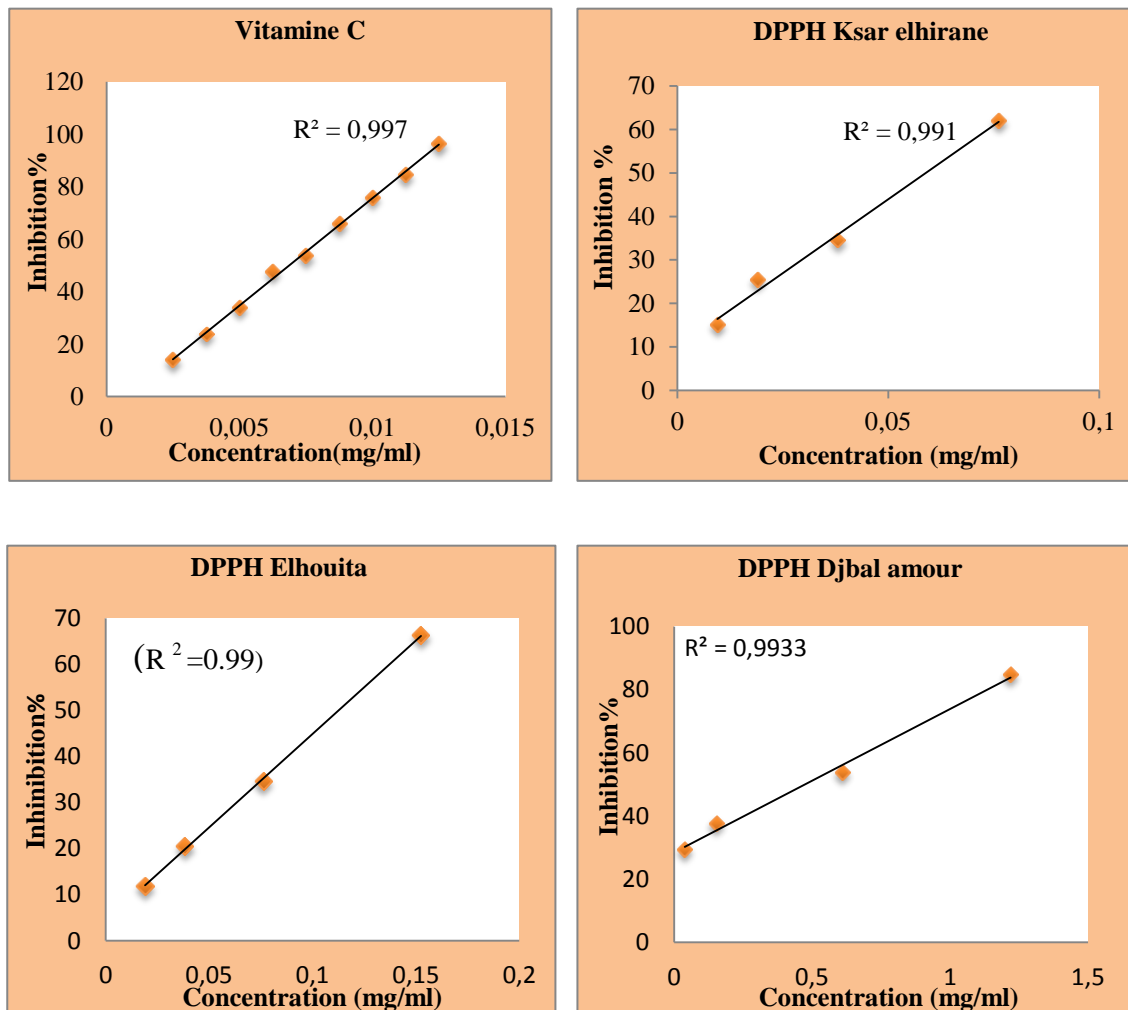 Vitamine C
R² = 0,997
Inhibition%
120
100
80
60
40
20
0
0 0,005 0,01 0,015
Concentration(mg/ml)
DPPH Ksar elhirane
R² = 0,991
Inhibition %
70
60
50
40
30
20
10
0
0 0,05 0,1
Concentration (mg/ml)
DPPH Elhouita
(R ² =0.99)
Inhinibition%
70
60
50
40
30
20
10
0
0 0,05 0,1 0,15 0,2
Concentration (mg/ml)
DPPH Djbal amour
R² = 0,9933
Inhibition%
100
80
60
40
20
0
0 0,5 1 1,5
Concentration (mg/ml)